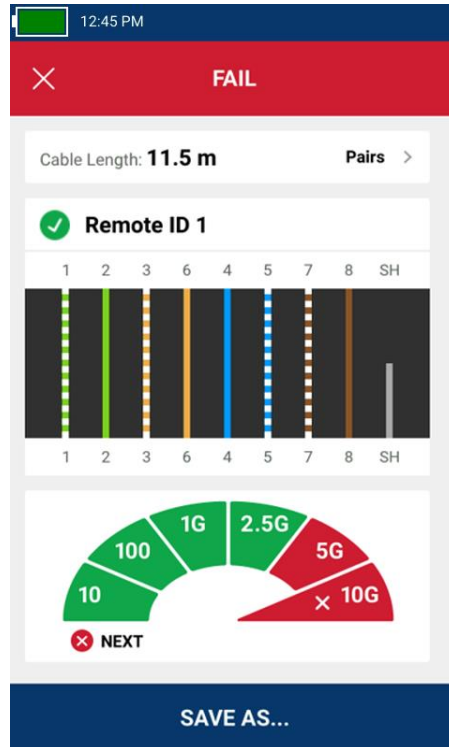 12:45 PM
FAIL
Cable Length: 11.5 m Pairs >
Remote ID 1
1 2 3 6 4 5 7 8 SH
1 2 3 6 4 5 7 8 SH
10 100 1G 2.5G 5G 10G
NEXT
SAVE AS...